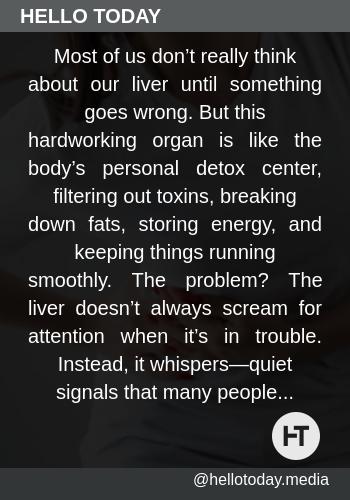 HELLO TODAY
Most of us don’t really think
about our liver until something
goes wrong. But this
hardworking organ is like the
body’s personal detox center,
filtering out toxins, breaking
down fats, storing energy, and
keeping things running
smoothly. The problem? The
liver doesn’t always scream for
attention when it’s in trouble.
Instead, it whispers—quiet
signals that many people...
HT
@hellotoday.media